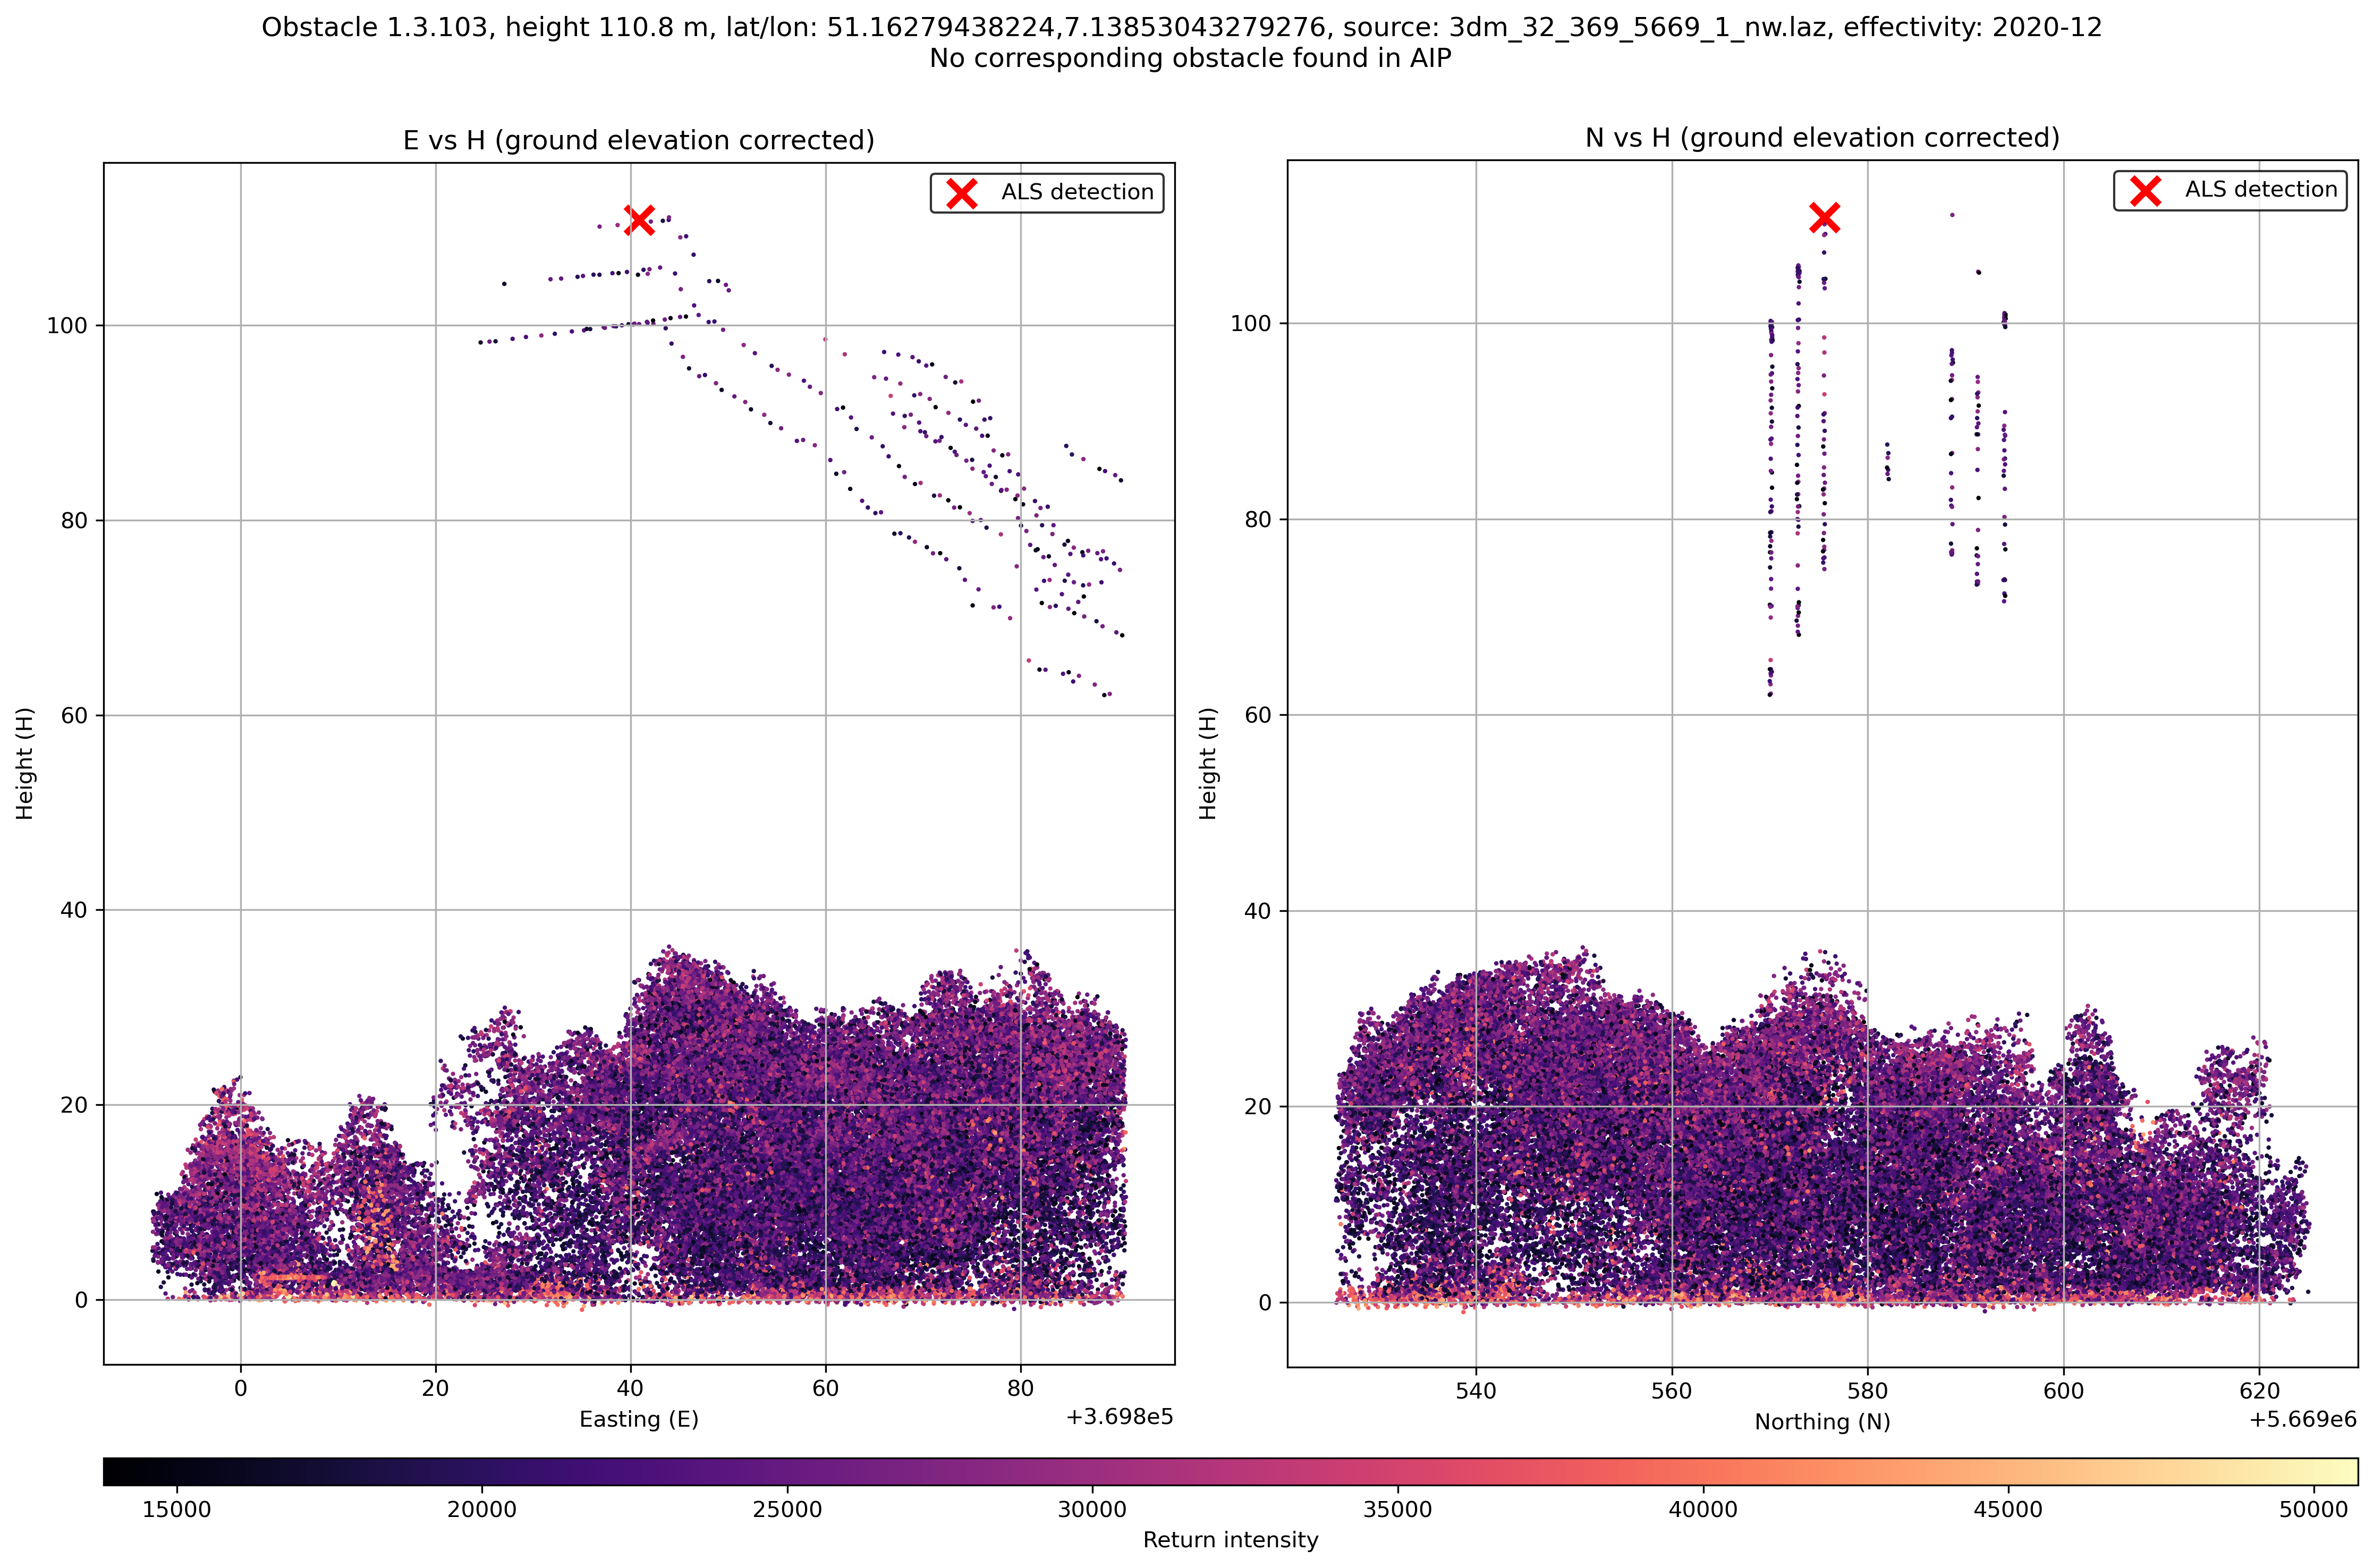 Obstacle 1.3.103, height 110.8 m, lat/lon: 51.16279438224,7.13853043279276, source: 3dm_32_369_5669_1_nw.laz, effectivity: 2020-12
No corresponding obstacle found in AIP
E vs H (ground elevation corrected)
ALS detection
100
80
60
40
20
0
Height (H)
0 20 40 60 80
Easting (E)
+3.698e5
N vs H (ground elevation corrected)
ALS detection
100
80
60
40
20
0
Height (H)
540 560 580 600 620
Northing (N)
+5.669e6
15000 20000 25000 30000 35000 40000 45000 50000
Return intensity